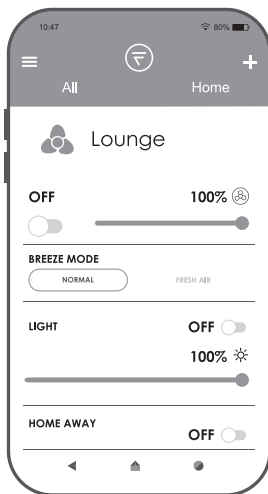 10:47 80%
All Home
Lounge
OFF 100%
BREEZE MODE
NORMAL FRESH AIR
LIGHT OFF
100%
HOME AWAY
OFF